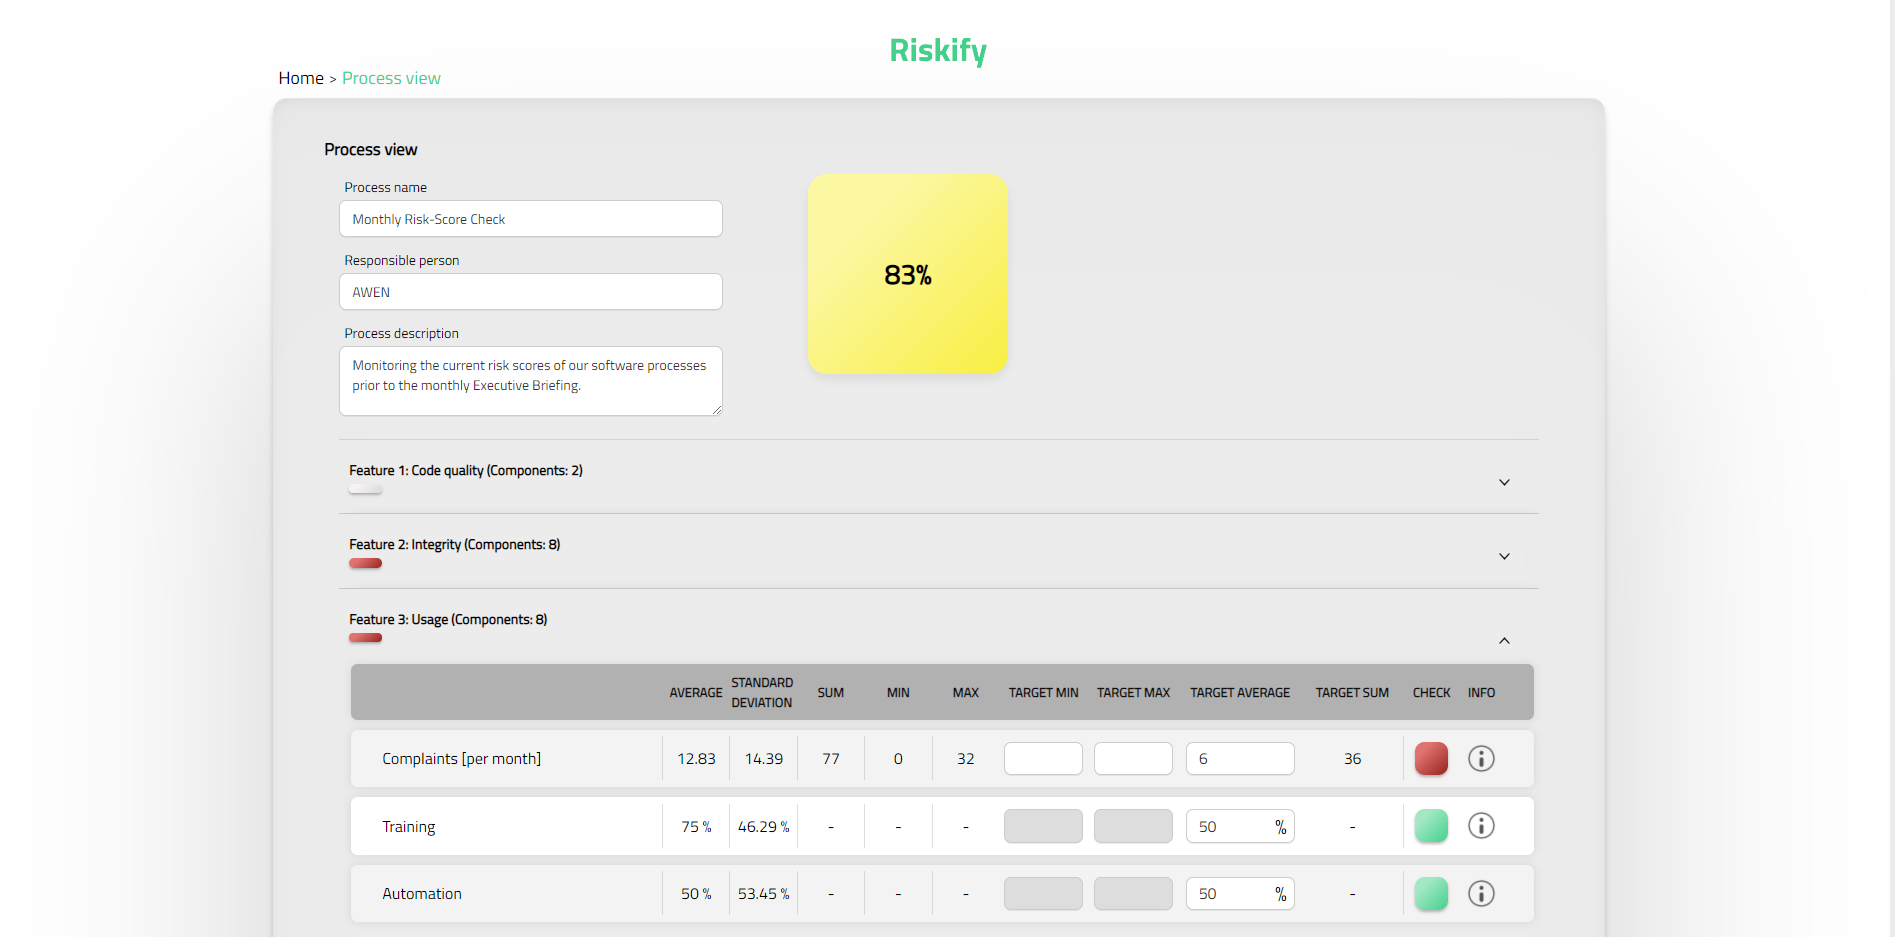 Riskify
Home > Process view
Process view
Process name
Monthly Risk-Score Check
Responsible person
AWEN
Process description
Monitoring the current risk scores of our software processes
prior to the monthly Executive Briefing.
83%
Feature 1: Code quality (Components: 2)
Feature 2: Integrity (Components: 8)
Feature 3: Usage (Components: 8)
AVERAGE STANDARD DEVIATION SUM MIN MAX TARGET MIN TARGET MAX TARGET AVERAGE TARGET SUM CHECK INFO
Complaints [per month] 12.83 14.39 77 0 32 6 36
Training 75 % 46.29 % - - - 50 % -
Automation 50 % 53.45 % - - - 50 % -